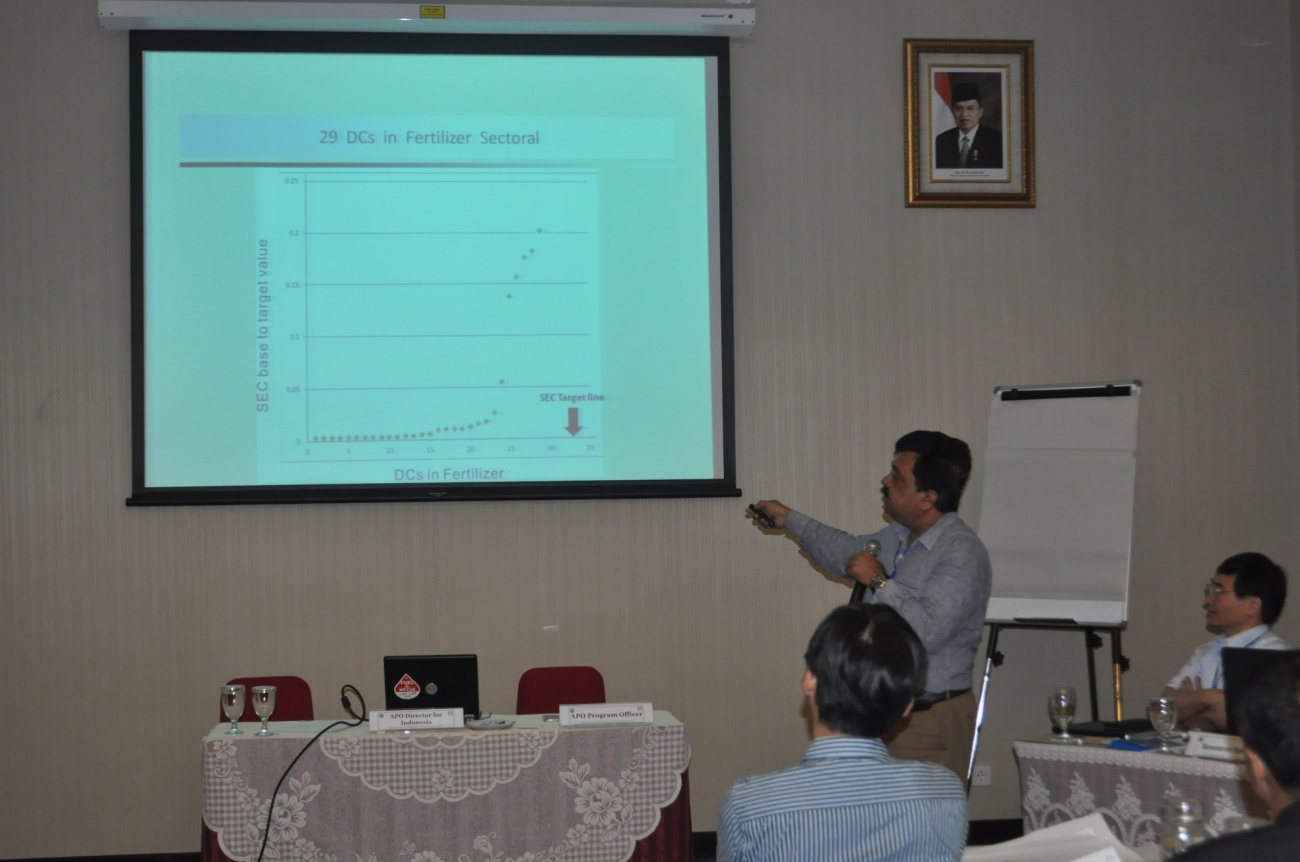 29 DCs in Fertilizer Sectoral
SEC base to target value
0.25
0.2
0.15
0.1
0.05
0
SEC Target line
0 5 10 15 20 25 30 35
DCs in Fertilizer
FUEL
APO Director for
Indonesia
APO Program Officer